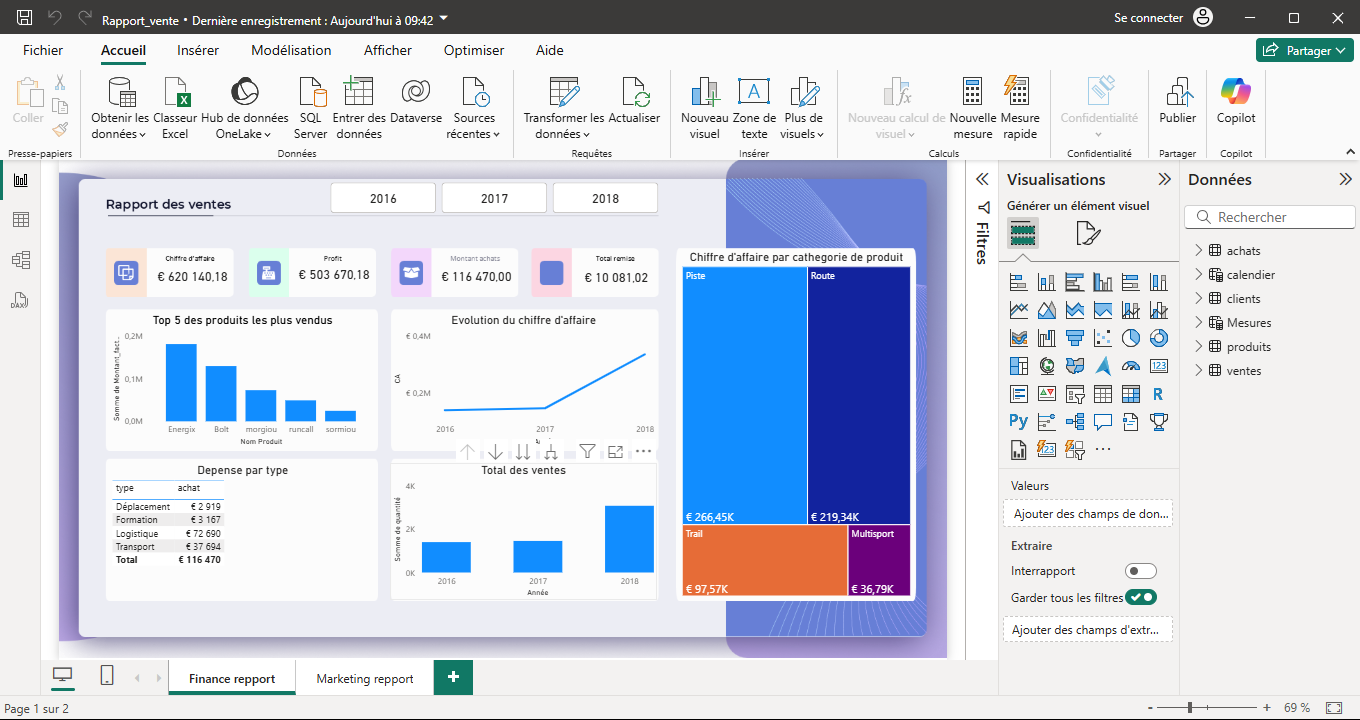 Rapport_vente • Dernière enregistrement : Aujourd'hui à 09:42
Se connecter
Fichier Accueil Insérer Modélisation Afficher Optimiser Aide
Partager
Coller
Obtenir les données
Classeur Excel
Hub de données OneLake
SQL Server
Entrer des données
Dataverse
Sources récentes
Transformer les données
Actualiser
Nouveau visuel
Zone de texte
Plus de visuels
Nouveau calcul de visuel
Nouvelle mesure
Mesure rapide
Confidentialité
Publier
Copilot
Presse-papiers
Données
Requêtes
Insérer
Calculs
Confidentialité
Partager
Copilot
DAX
Rapport des ventes
2016 2017 2018
Chiffre d'affaire
€ 620 140,18
Profit
€ 503 670,18
Montant achats
€ 116 470,00
Total remise
€ 10 081,02
Top 5 des produits les plus vendus
Somme de Montant_fact...
0,2M
0,1M
0,0M
Energix Bolt morgiou runcall sormiou
Nom Produit
Evolution du chiffre d'affaire
€ 0,4M
CA
€ 0,2M
2016 2017 2018
Depense par type
type achat
Déplacement € 2 919
Formation € 3 167
Logistique € 72 690
Transport € 37 694
Total € 116 470
Total des ventes
Somme de quantité
4K
2K
0K
2016 2017 2018
Année
Chiffre d'affaire par cathegorie de produit
Piste
€ 266,45K
Route
€ 219,34K
Trail
€ 97,57K
Multisport
€ 36,79K
Filtres
Visualisations
Générer un élément visuel
123
R
Py
123
Valeurs
Ajouter des champs de don...
Extraire
Interrapport
Garder tous les filtres
Ajouter des champs d'extr...
Données
Rechercher
achats
calendier
clients
Mesures
produits
ventes
Finance repport
Marketing repport
+
Page 1 sur 2
- + 69 %